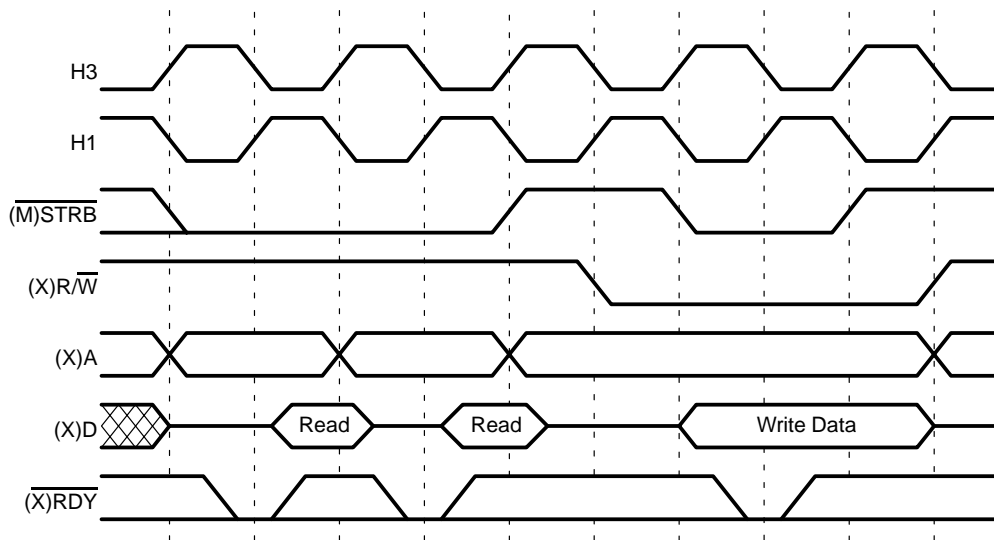 H3
H1
(M)STRB
(X)R/W
(X)A
(X)D
Read
Read
Write Data
(X)RDY